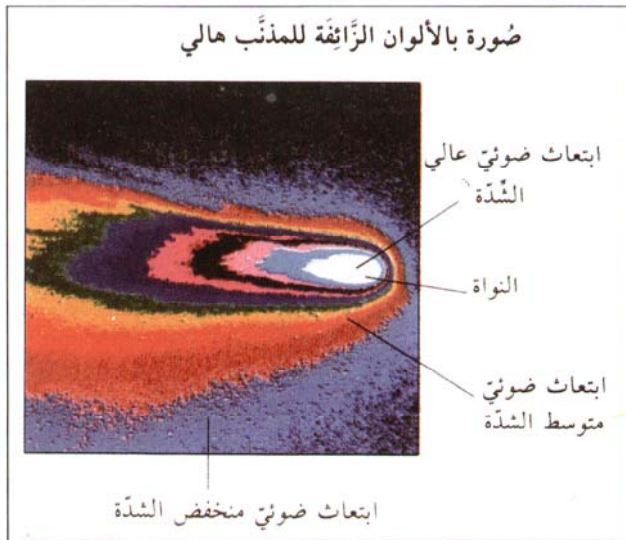 صُورة بالألوان الزَّائِفَة للمذنَّب هالي
ابتعاث ضوئيّ عالي
الشّدّة
النواة
ابتعاث ضوئيّ
متوسط الشدّة
ابتعاث ضوئيّ منخفض الشدّة